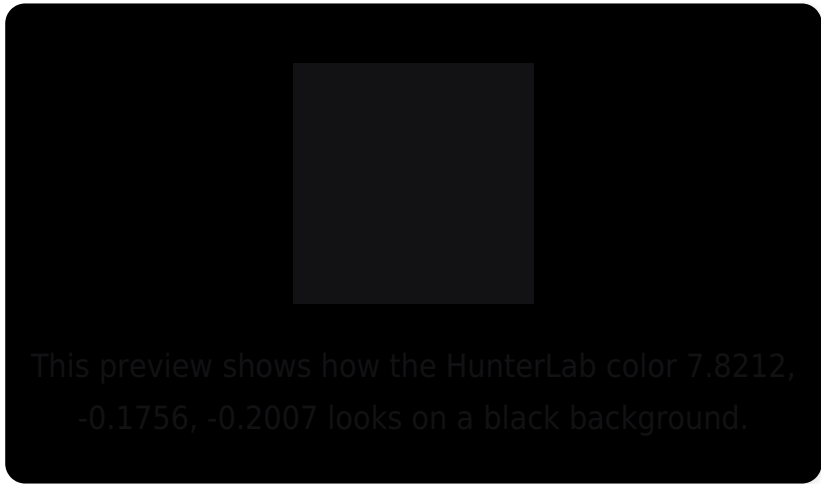 This preview shows how the HunterLab color 7.8212,
-0.1756, -0.2007 looks on a black background.